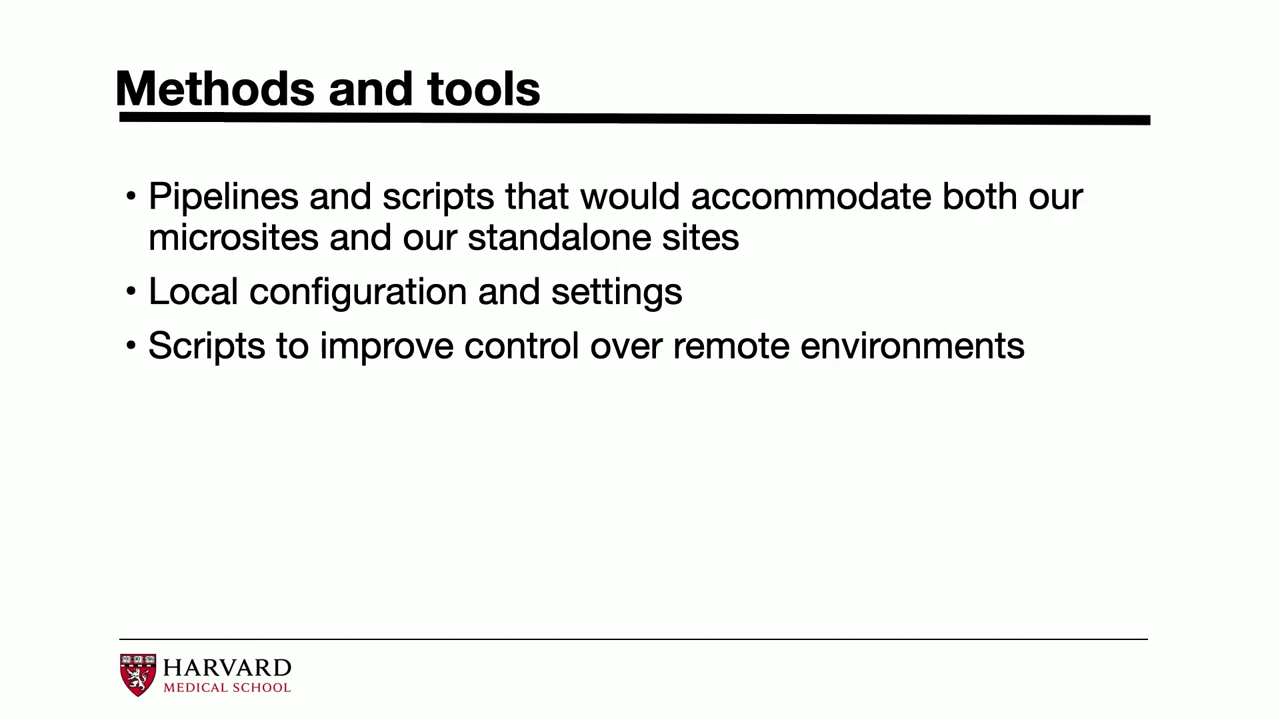 Methods and tools
• Pipelines and scripts that would accommodate both our
microsites and our standalone sites
• Local configuration and settings
• Scripts to improve control over remote environments
HARVARD
MEDICAL SCHOOL